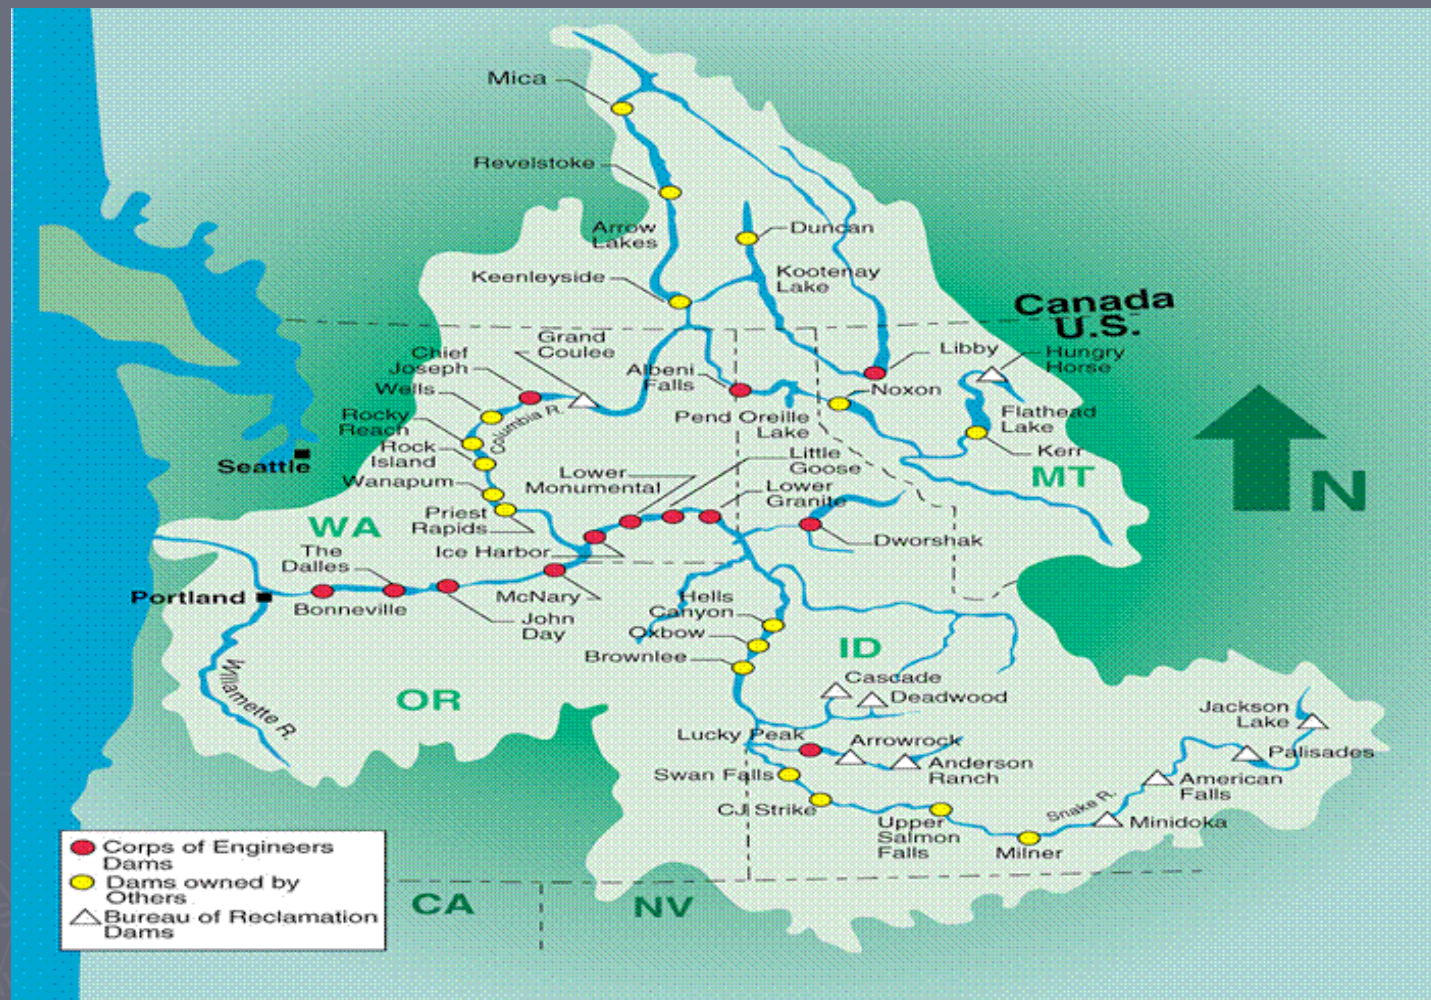 Mica
Revelstoke
Arrow
Lakes
Duncan
Keenleyside
Kootenay
Lake
Canada
U.S.
Grand
Coulee
Chief
Joseph
Libby
Hungry
Horse
Albeni
Falls
Wells
Noxon
Columbia R.
Pend Oreille
Lake
Flathead
Lake
Rocky
Reach
Rock
Island
Kerr
Seattle
Little
Goose
Lower
Monumental
Wanapum
MT
N
Lower
Granite
Priest
Rapids
WA
Ice Harbor
Dworshak
The
Dalles
Portland
Bonneville
McNary
John
Day
Hells
Canyon
Oxbow
Brownlee
ID
Willamette R.
OR
Cascade
Deadwood
Jackson
Lake
Lucky Peak
Arrowrock
Palisades
Swan Falls
Anderson
Ranch
American
Falls
CJ Strike
Snake R.
Upper
Salmon
Falls
Minidoka
Milner
Corps of Engineers
Dams
Dams owned by
Others
Bureau of Reclamation
Dams
CA
NV